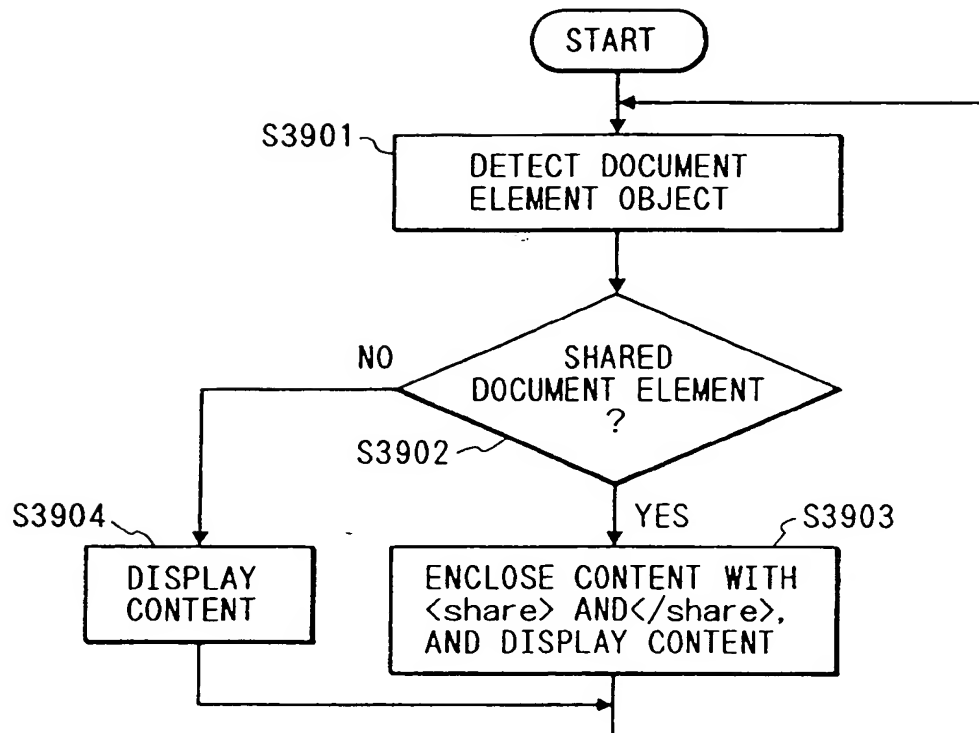 START
S3901
DETECT DOCUMENT
ELEMENT OBJECT
NO
SHARED
DOCUMENT ELEMENT
?
S3902
S3904
YES
S3903
DISPLAY
CONTENT
ENCLOSE CONTENT WITH
<share> AND</share>,
AND DISPLAY CONTENT